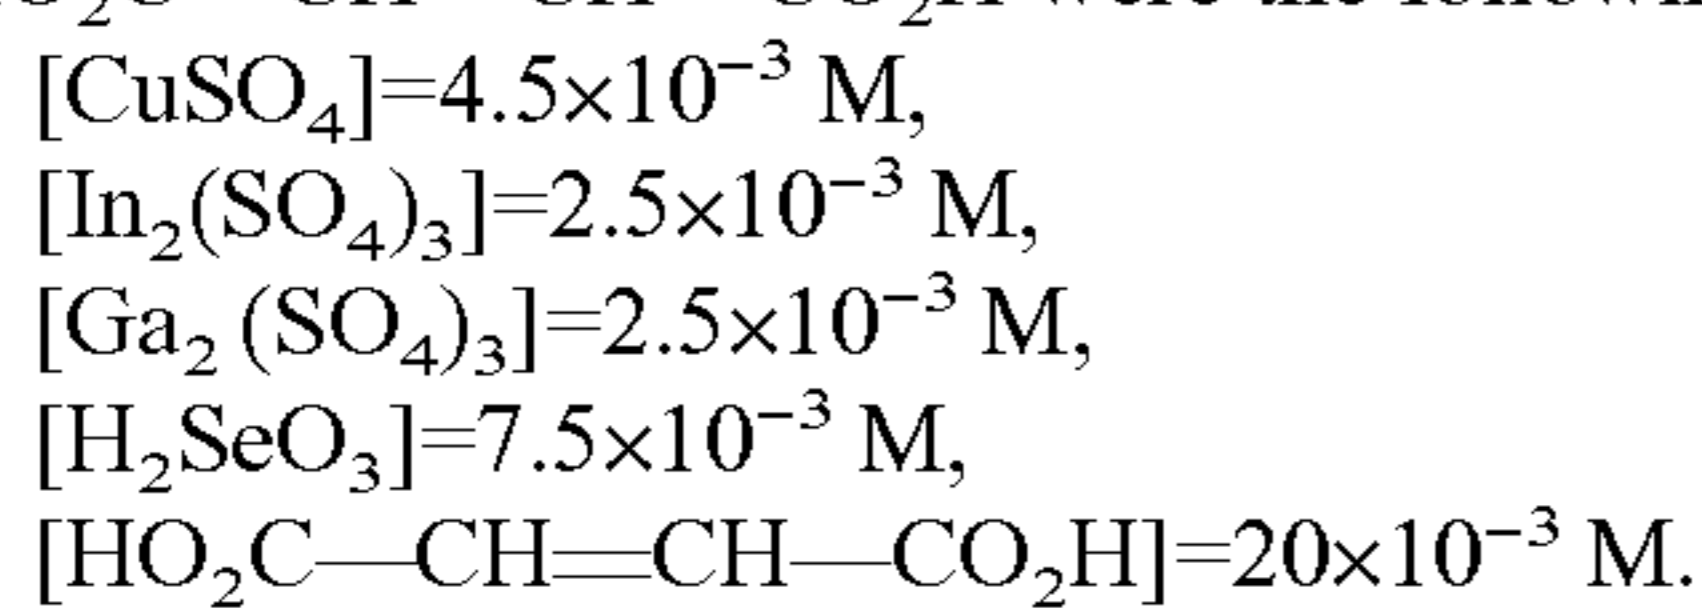 [CuSO₄]=4.5×10⁻³ M,
[In₂(SO₄)₃]=2.5×10⁻³ M,
[Ga₂ (SO₄)₃]=2.5×10⁻³ M,
[H₂SeO₃]=7.5×10⁻³ M,
[HO₂C—CH═CH—CO₂H]=20×10⁻³ M.